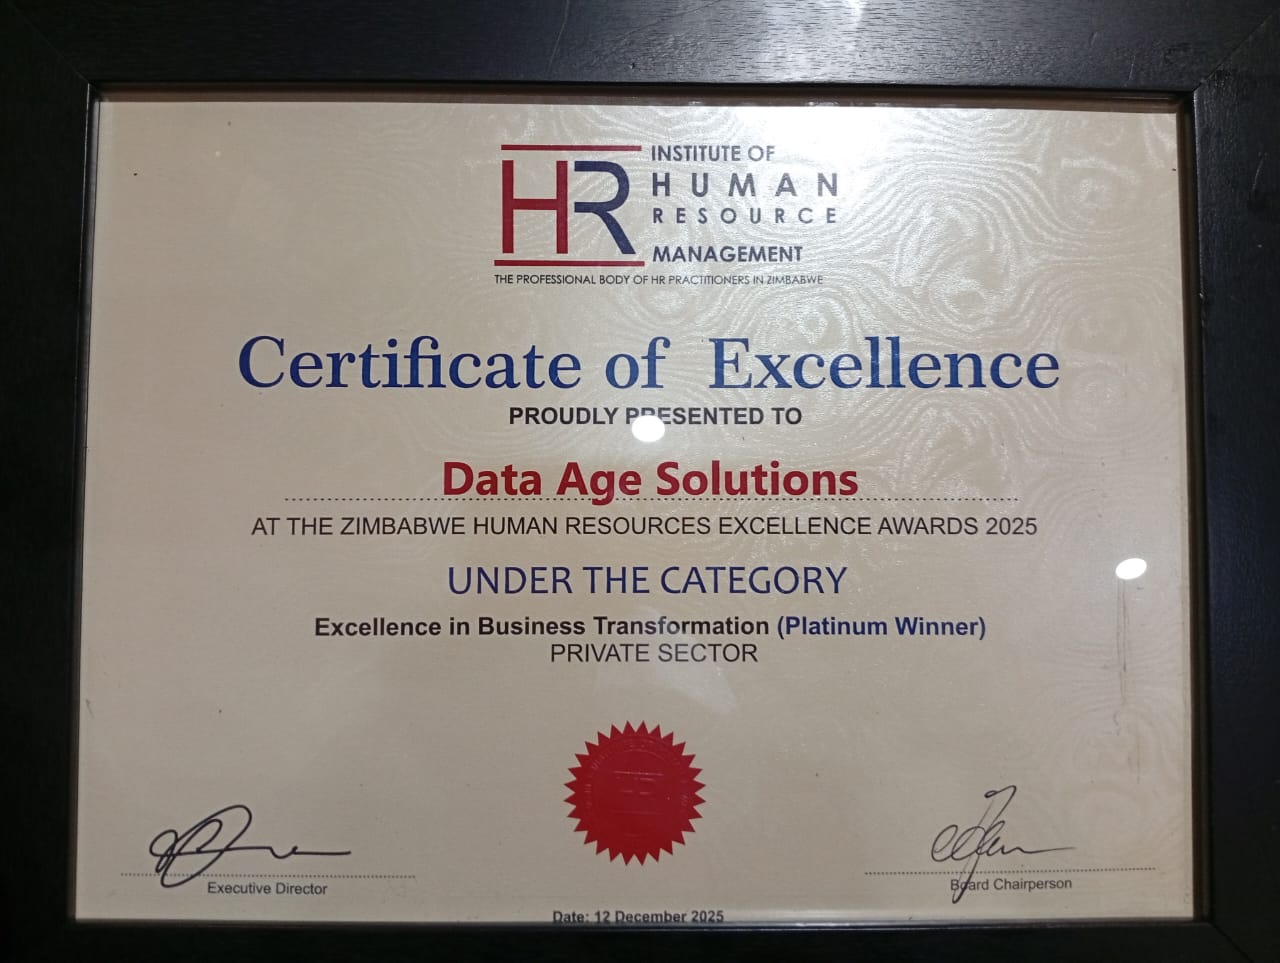 HR
INSTITUTE OF
HUMAN
RESOURCE
MANAGEMENT
THE PROFESSIONAL BODY OF HR PRACTITIONERS IN ZIMBABWE
Certificate of Excellence
PROUDLY PRESENTED TO
Data Age Solutions
AT THE ZIMBABWE HUMAN RESOURCES EXCELLENCE AWARDS 2025
UNDER THE CATEGORY
Excellence in Business Transformation (Platinum Winner)
PRIVATE SECTOR
Executive Director
Board Chairperson
Date: 12 December 2025